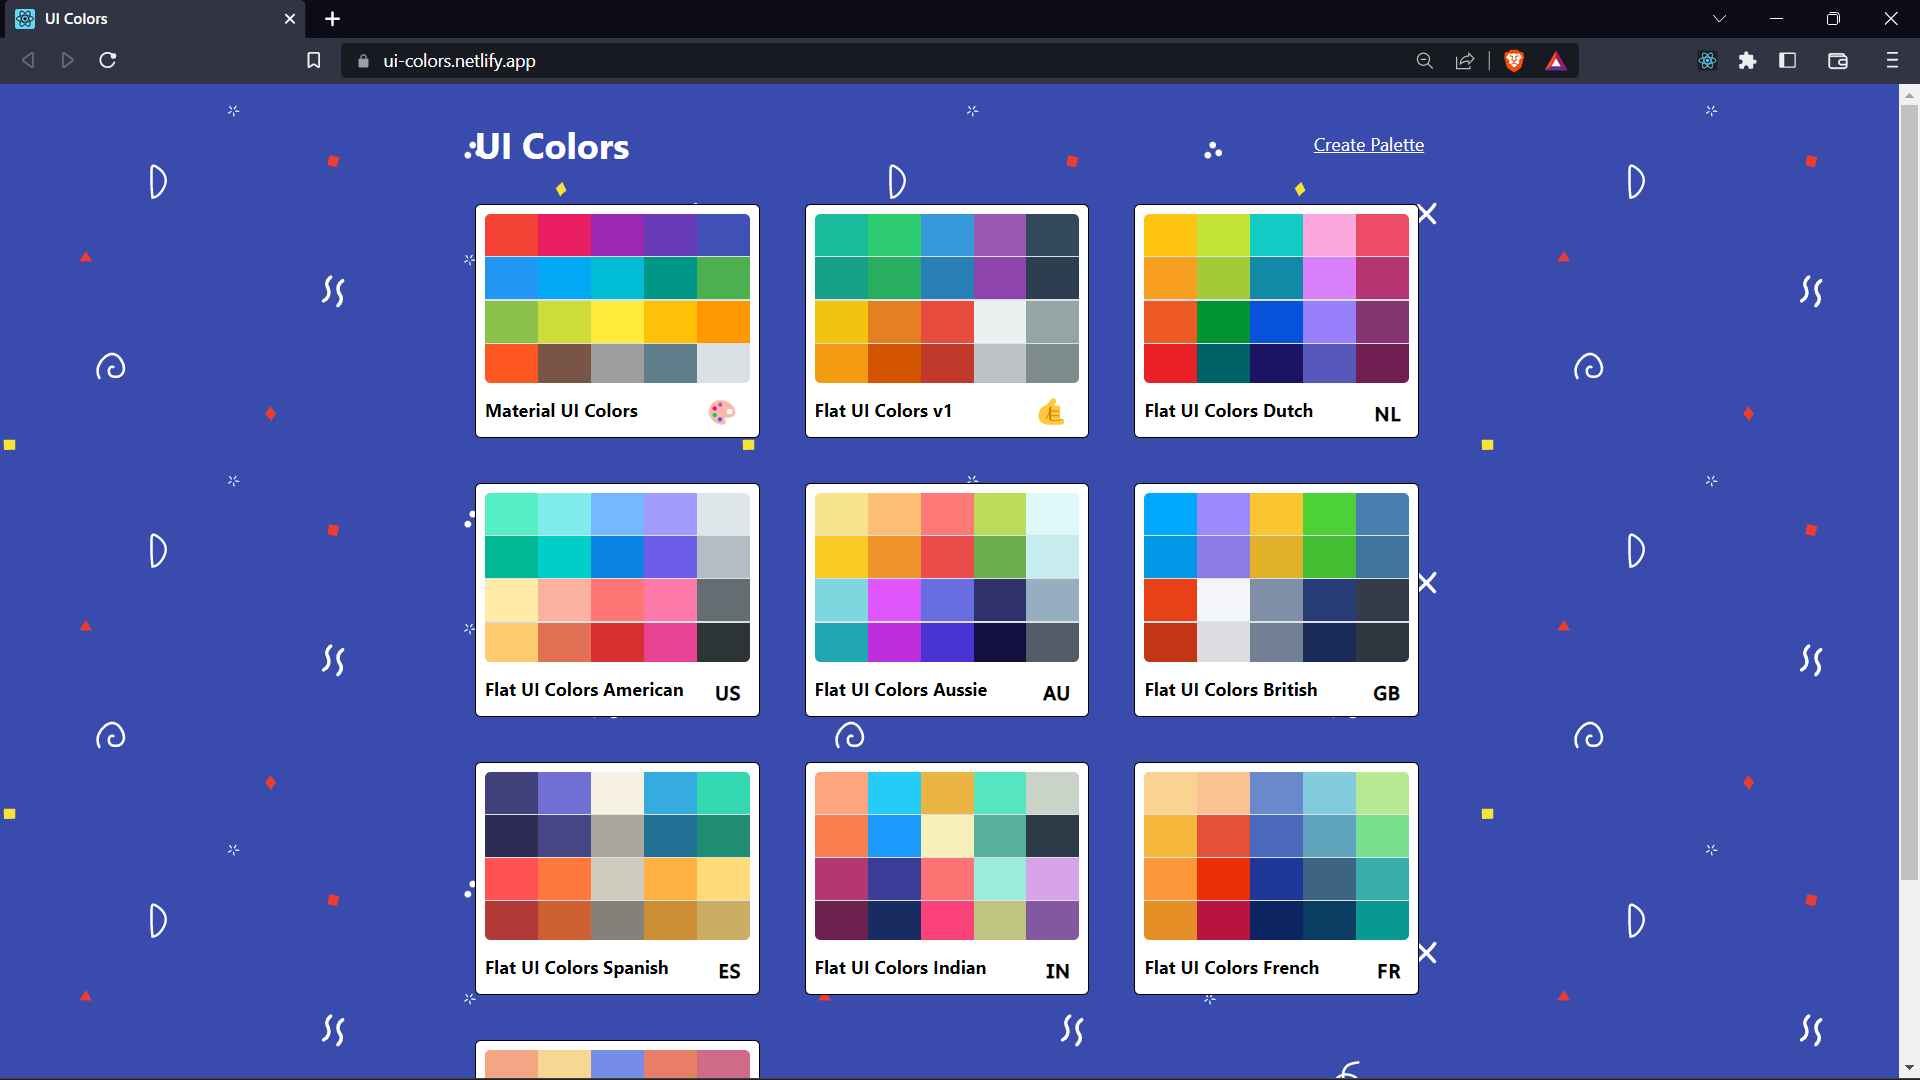 UI Colors
ui-colors.netlify.app
UI Colors
Create Palette
Material UI Colors
Flat UI Colors v1
Flat UI Colors Dutch NL
Flat UI Colors American US
Flat UI Colors Aussie AU
Flat UI Colors British GB
Flat UI Colors Spanish ES
Flat UI Colors Indian IN
Flat UI Colors French FR